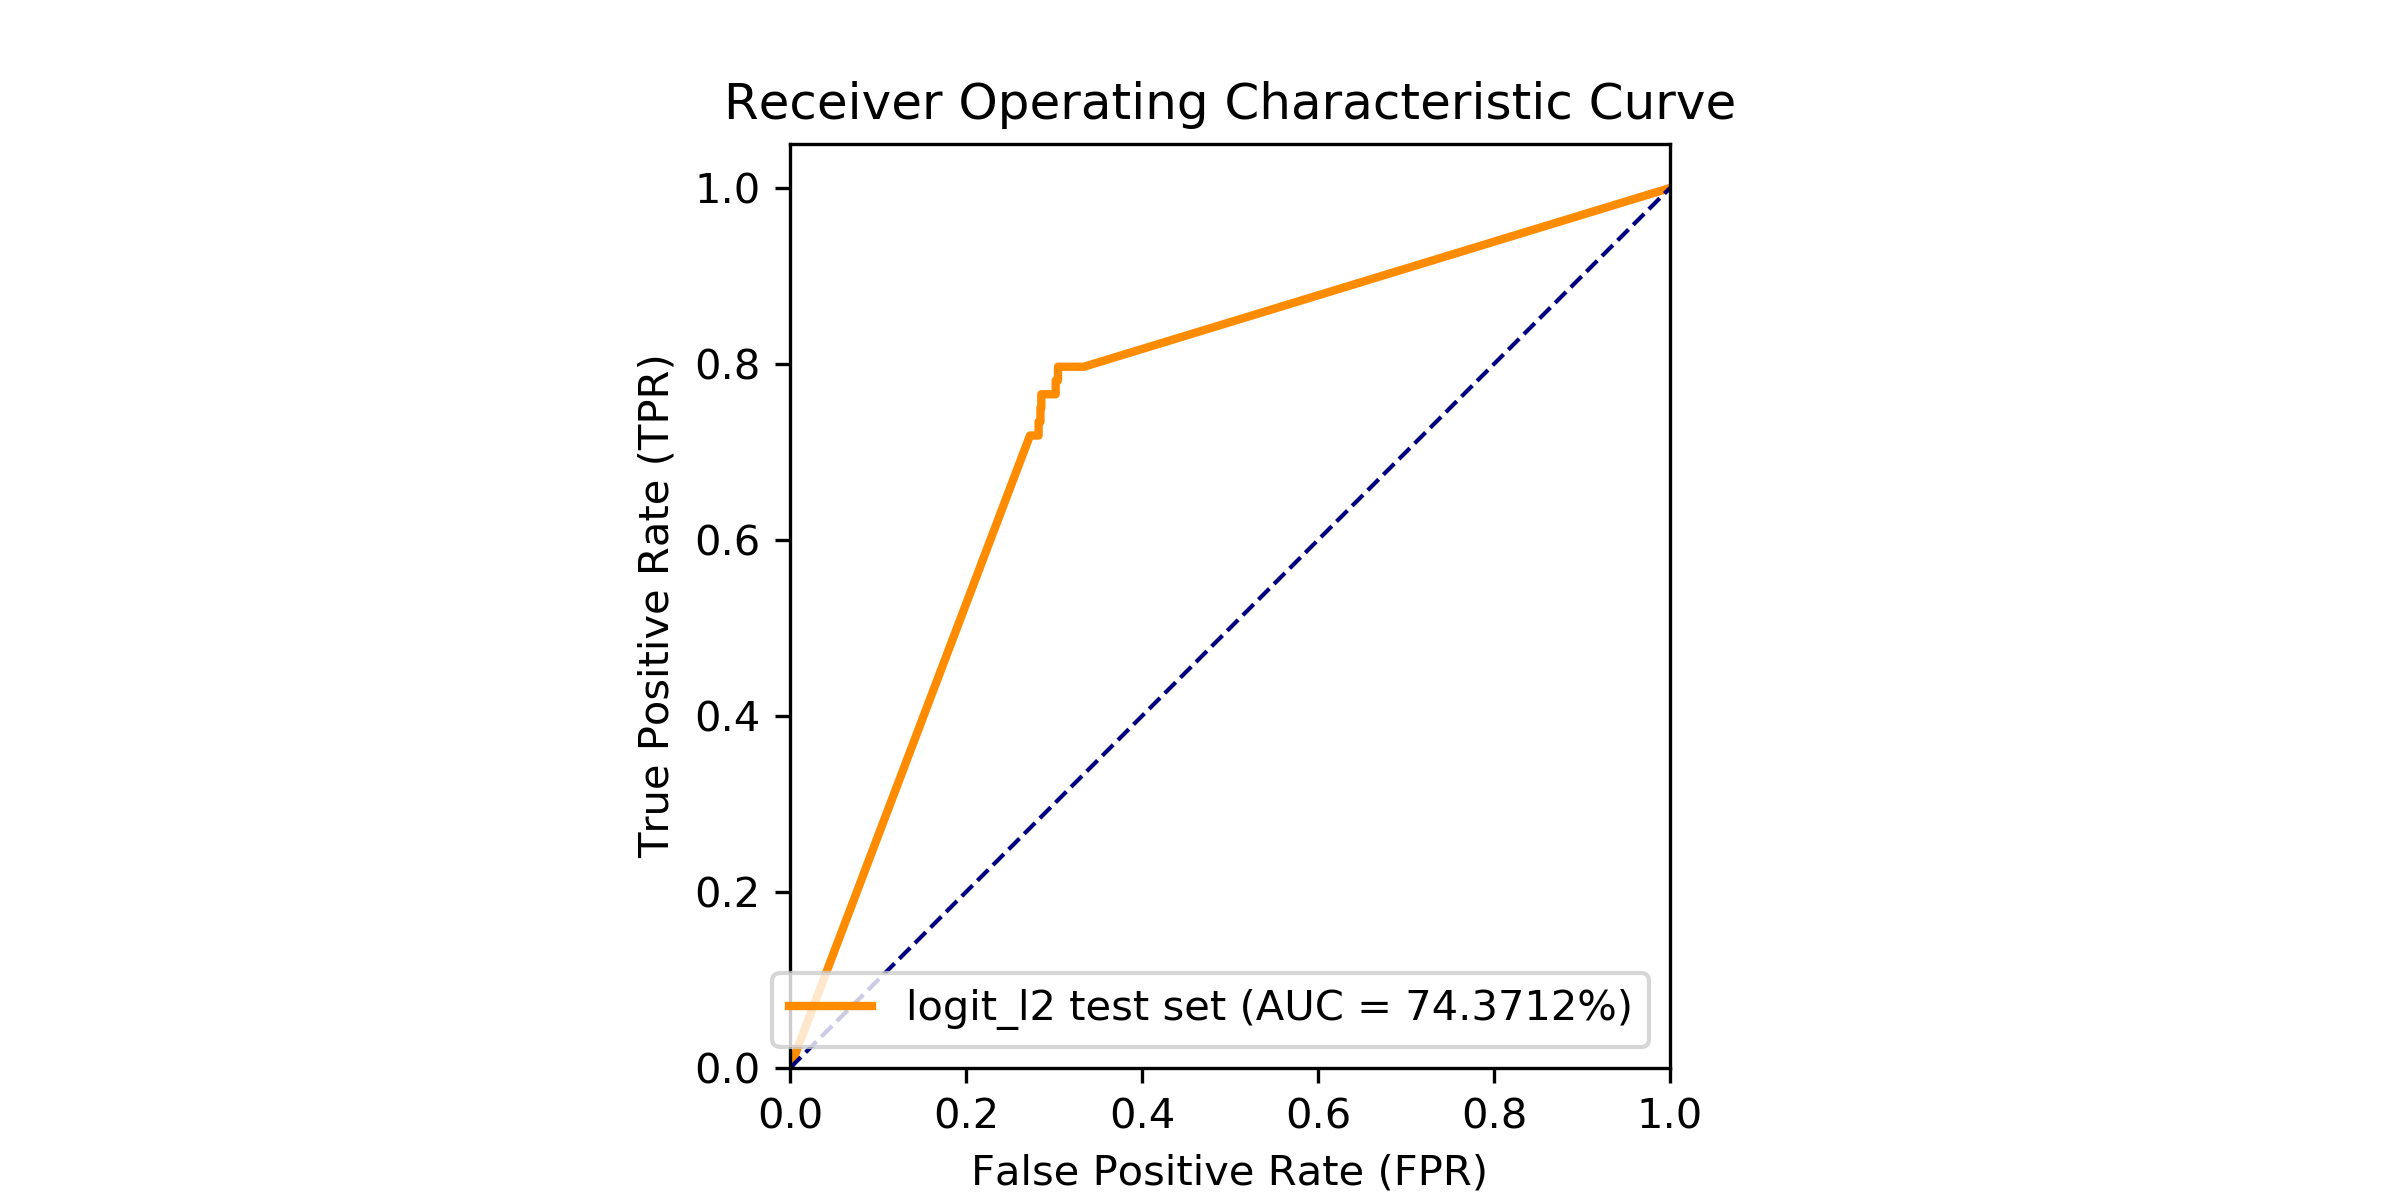 Receiver Operating Characteristic Curve
True Positive Rate (TPR)
1.0
0.8
0.6
0.4
0.2
0.0
logit_l2 test set (AUC = 74.3712%)
0.0 0.2 0.4 0.6 0.8 1.0
False Positive Rate (FPR)